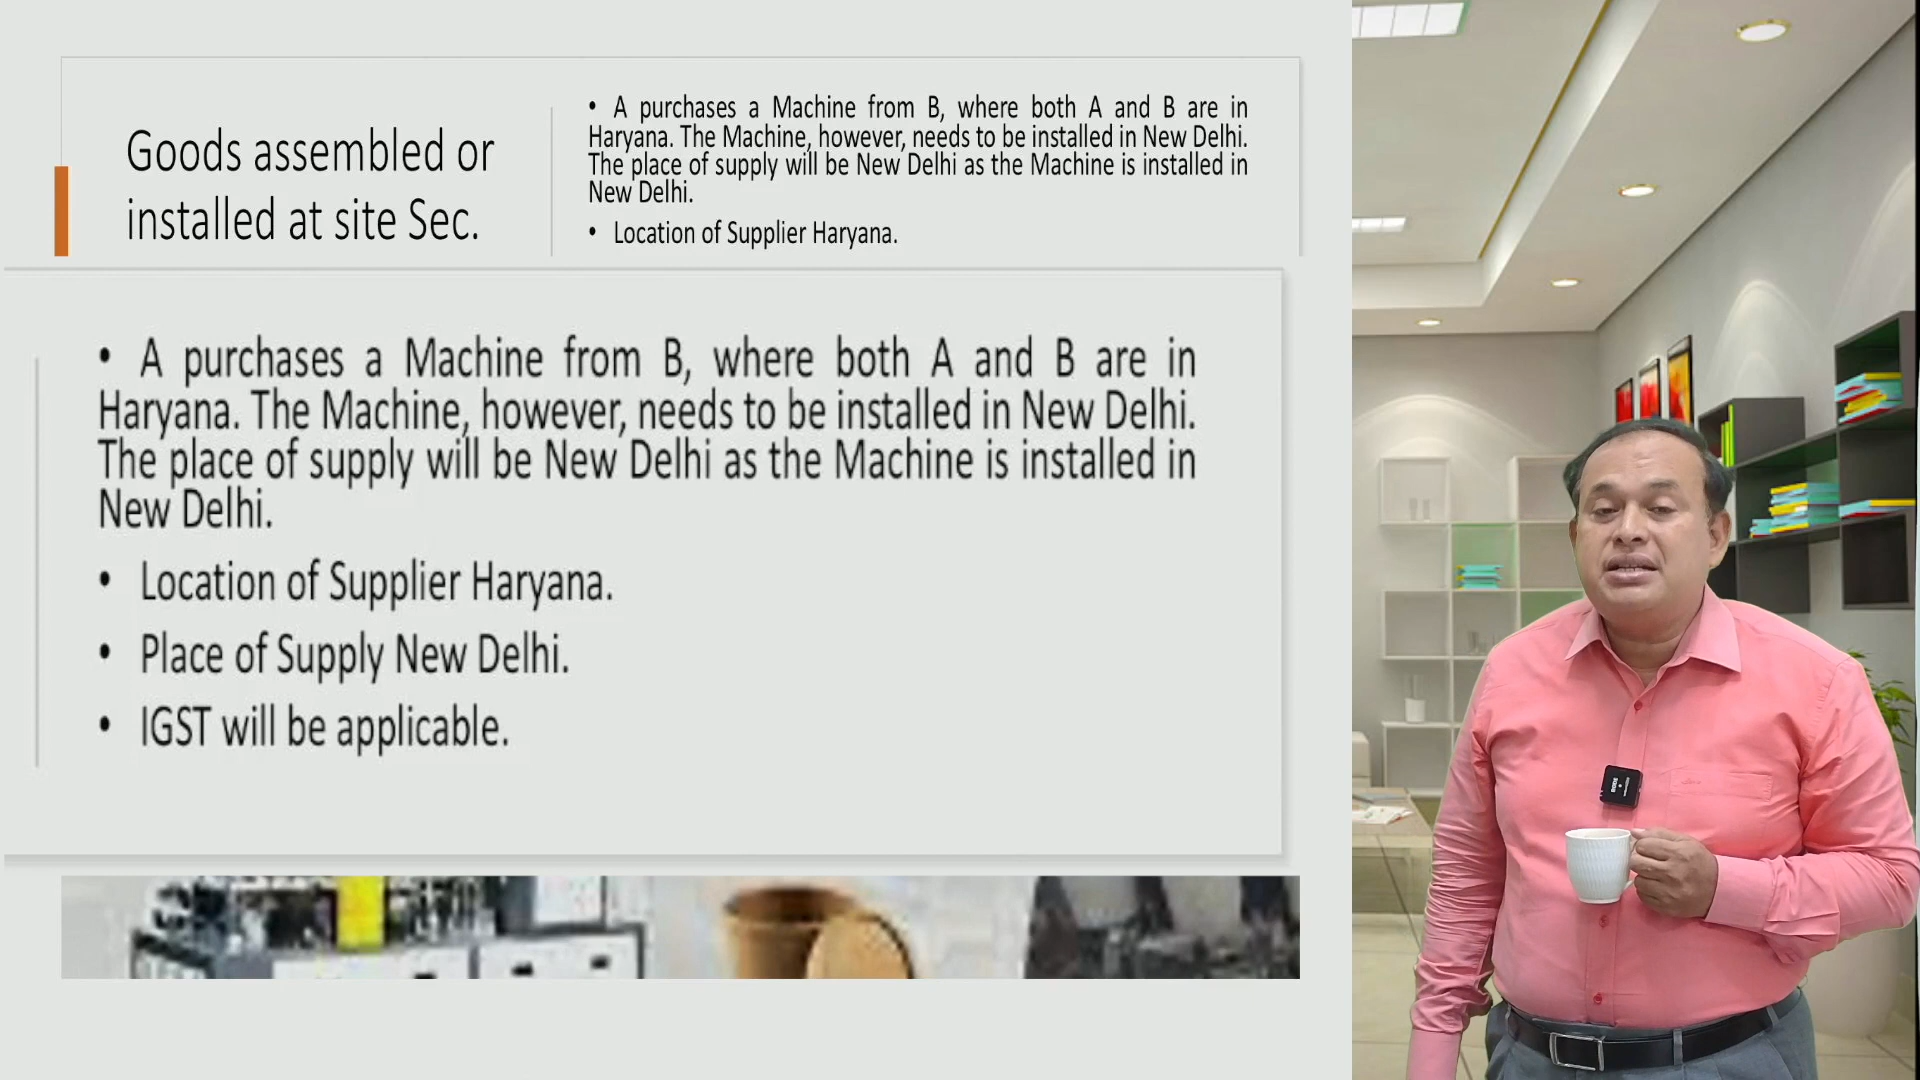 Goods assembled or
installed at site Sec.
• A purchases a Machine from B, where both A and B are in
Haryana. The Machine, however, needs to be installed in New Delhi.
The place of supply will be New Delhi as the Machine is installed in
New Delhi.
• Location of Supplier Haryana.
• A purchases a Machine from B, where both A and B are in
Haryana. The Machine, however, needs to be installed in New Delhi.
The place of supply will be New Delhi as the Machine is installed in
New Delhi.
• Location of Supplier Haryana.
• Place of Supply New Delhi.
• IGST will be applicable.